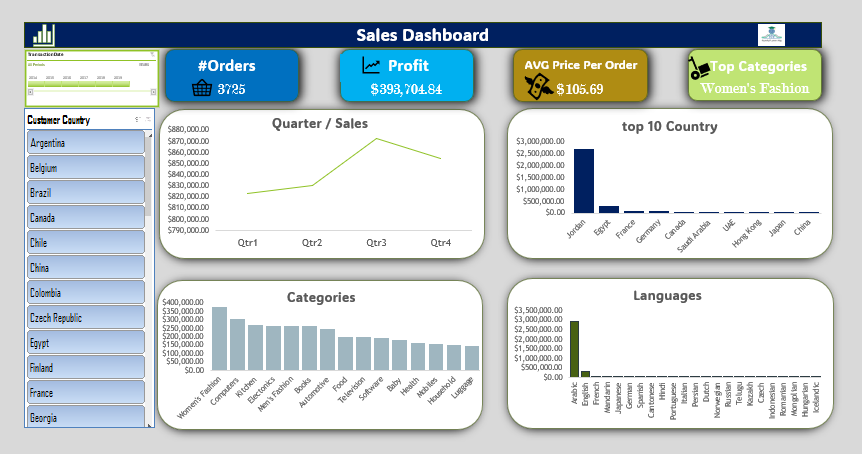 Sales Dashboard
TransactionDate
All Periods
YEARS
2014 2015 2016 2017 2018 2019
#Orders
3725
Profit
$393,704.84
AVG Price Per Order
$105.69
Top Categories
Women's Fashion
Customer Country
Argentina
Belgium
Brazil
Canada
Chile
China
Colombia
Czech Republic
Egypt
Finland
France
Georgia
Quarter / Sales
$880,000.00
$870,000.00
$860,000.00
$850,000.00
$840,000.00
$830,000.00
$820,000.00
$810,000.00
$800,000.00
$790,000.00
Qtr1 Qtr2 Qtr3 Qtr4
top 10 Country
$3,000,000.00
$2,500,000.00
$2,000,000.00
$1,500,000.00
$1,000,000.00
$500,000.00
$0.00
Jordan
Egypt
France
Germany
Canada
Saudi Arabia
UAE
Hong Kong
Japan
China
Categories
$400,000.00
$350,000.00
$300,000.00
$250,000.00
$200,000.00
$150,000.00
$100,000.00
$50,000.00
$0.00
Women's Fashion
Computers
Kitchen
Electronics
Men's Fashion
Books
Automotive
Food
Television
Software
Baby
Health
Mobiles
Household
Luggage
Languages
$3,500,000.00
$3,000,000.00
$2,500,000.00
$2,000,000.00
$1,500,000.00
$1,000,000.00
$500,000.00
$0.00
Arabic
English
French
Mandarin
Japanese
German
Spanish
Cantonese
Hindi
Portuguese
Italian
Persian
Dutch
Norwegian
Russian
Telugu
Kazakh
Czech
Indonesian
Romanian
Mongolian
Hungarian
Icelandic